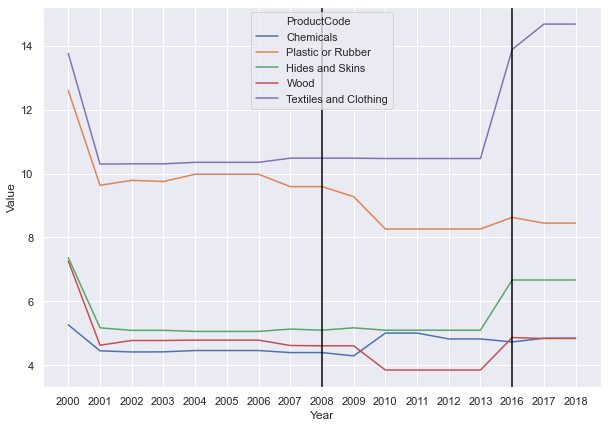 ProductCode
Chemicals
Plastic or Rubber
Hides and Skins
Wood
Textiles and Clothing
Value
14
12
10
8
6
4
2000 2001 2002 2003 2004 2005 2006 2007 2008 2009 2010 2011 2012 2013 2016 2017 2018
Year